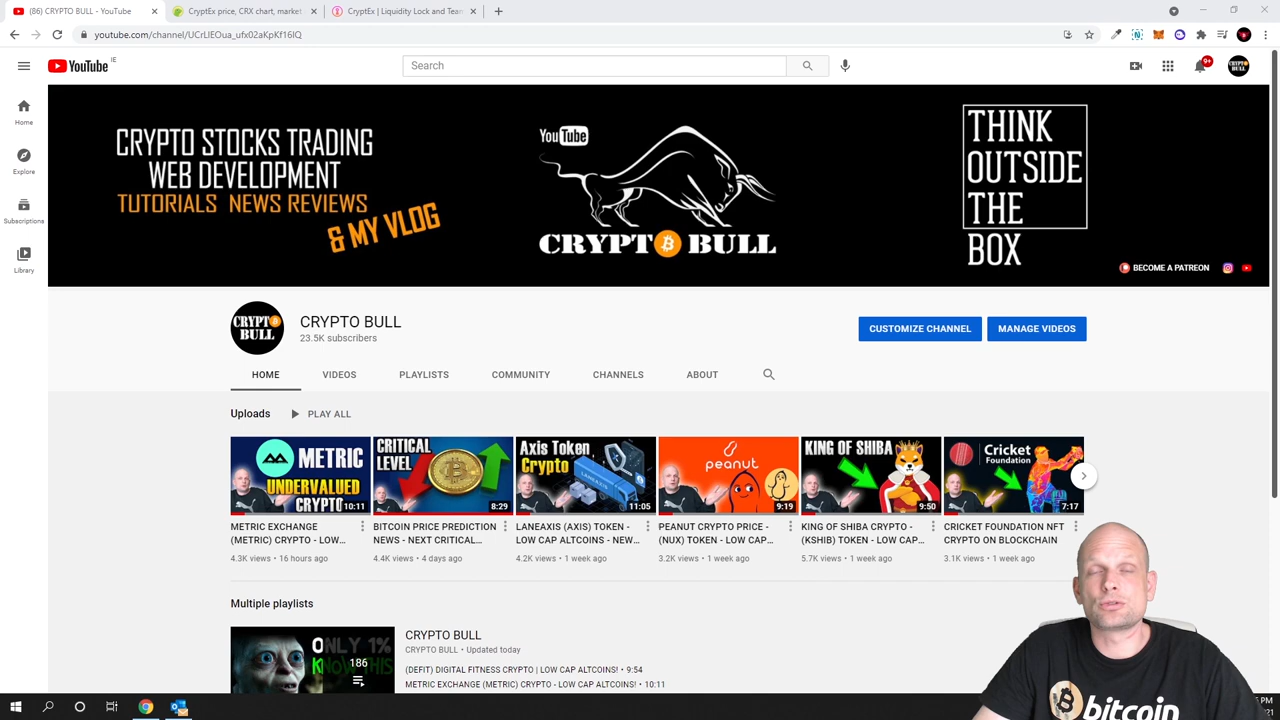 (86) CRYPTO BULL - YouTube
CryptEx price, CRX chart, market
CryptEx | Liquidity Lock and Team
youtube.com/channel/UCrLlEOua_ufx02aKpKf16IQ
YouTube
IE
Search
9+
CRYPTO BULL
CRYPTO STOCKS TRADING
WEB DEVELOPMENT
TUTORIALS NEWS REVIEWS
& MY VLOG
YouTube
CRYPT BULL
THINK
OUTSIDE
THE
BOX
BECOME A PATREON
Home
Explore
Subscriptions
Library
CRYPTO
BULL
CRYPTO BULL
23.5K subscribers
CUSTOMIZE CHANNEL
MANAGE VIDEOS
HOME
VIDEOS
PLAYLISTS
COMMUNITY
CHANNELS
ABOUT
Uploads
PLAY ALL
METRIC
UNDERVALUED
CRYPTO
10:11
CRITICAL
LEVEL
8:29
Axis Token
Crypto
LANEAXIS
11:05
peanut
9:19
KING OF SHIBA
9:50
Cricket
Foundation
7:17
METRIC EXCHANGE
(METRIC) CRYPTO - LOW...
4.3K views • 16 hours ago
BITCOIN PRICE PREDICTION
NEWS - NEXT CRITICAL...
4.4K views • 4 days ago
LANEAXIS (AXIS) TOKEN -
LOW CAP ALTCOINS - NEW...
4.2K views • 1 week ago
PEANUT CRYPTO PRICE -
(NUX) TOKEN - LOW CAP...
3.2K views • 1 week ago
KING OF SHIBA CRYPTO -
(KSHIB) TOKEN - LOW CAP...
5.7K views • 1 week ago
CRICKET FOUNDATION NFT
CRYPTO ON BLOCKCHAIN
3.1K views • 1 week ago
Multiple playlists
ONLY 1%
KNOW THIS
186
CRYPTO BULL
CRYPTO BULL • Updated today
(DEFIT) DIGITAL FITNESS CRYPTO | LOW CAP ALTCOINS! • 9:54
METRIC EXCHANGE (METRIC) CRYPTO - LOW CAP ALTCOINS! • 10:11
bitcoin